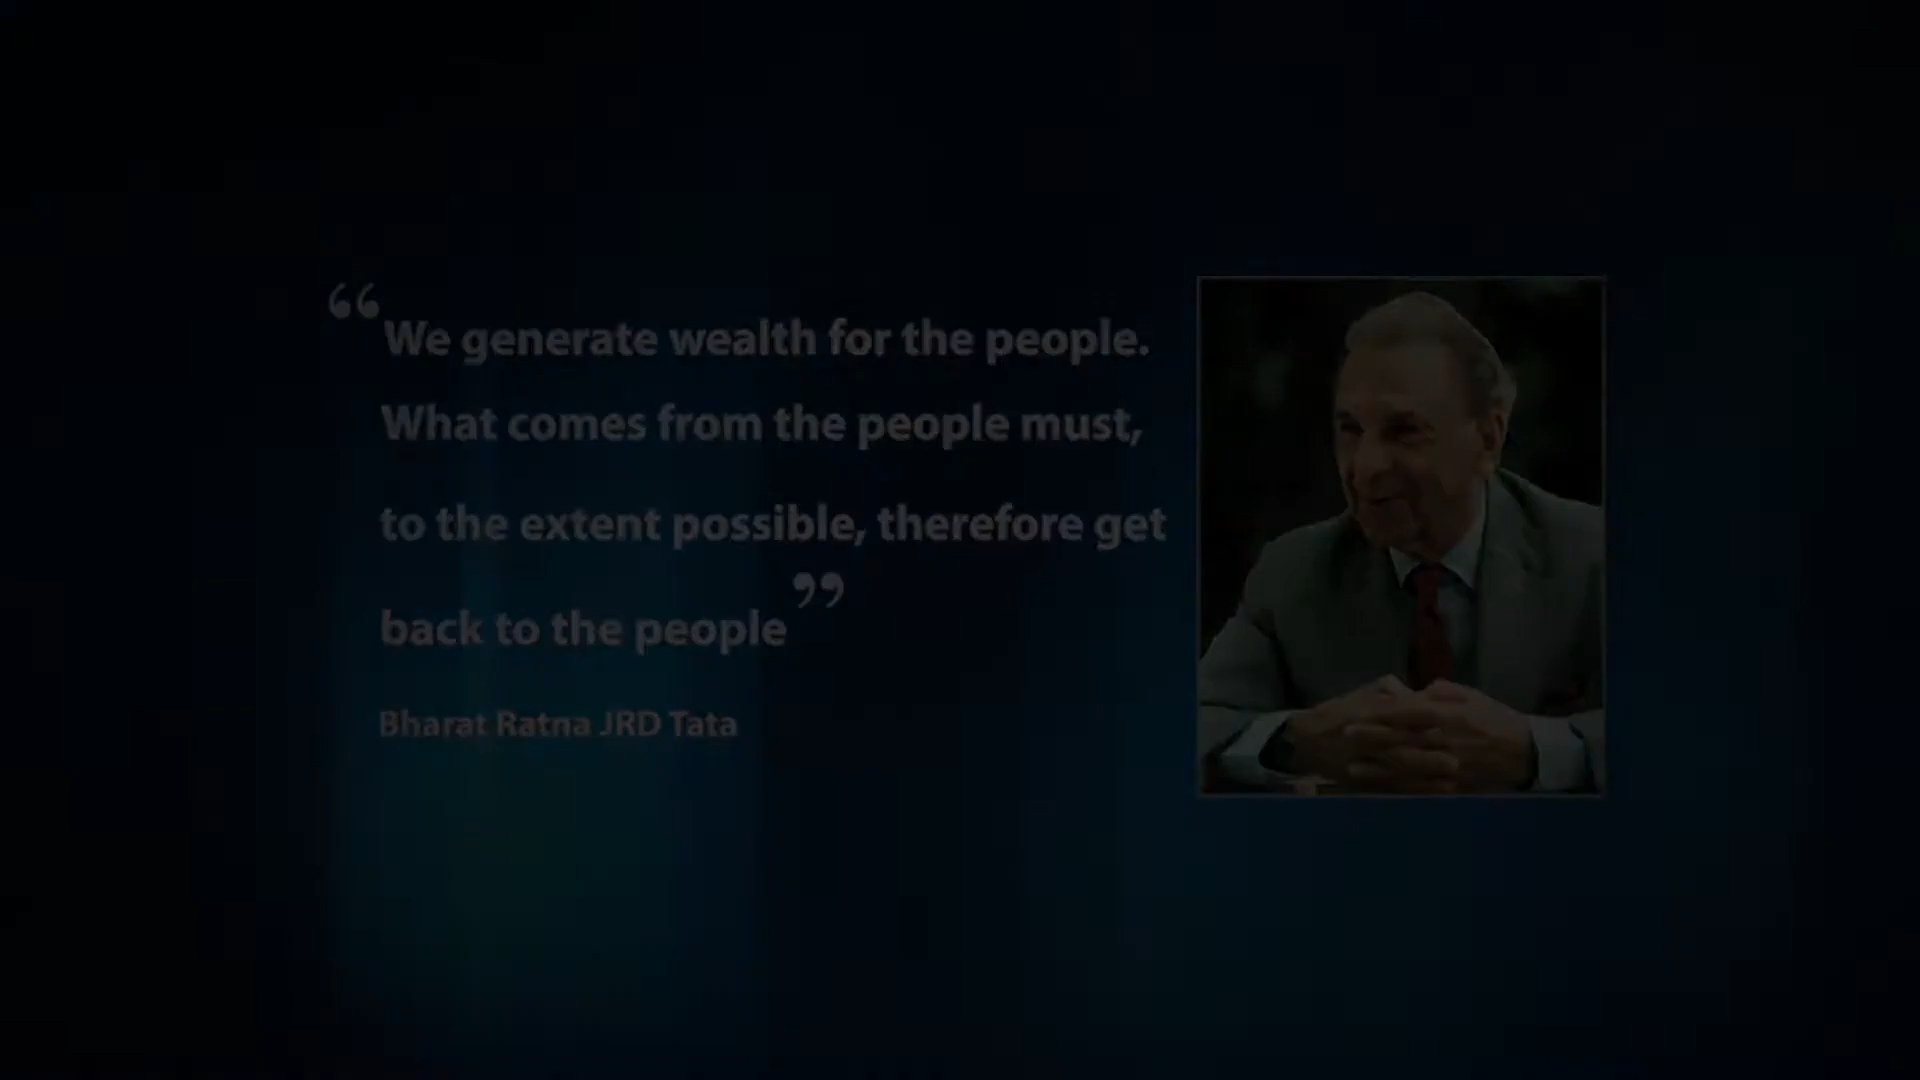 “We generate wealth for the people.
What comes from the people must,
to the extent possible, therefore get
back to the people”
Bharat Ratna JRD Tata